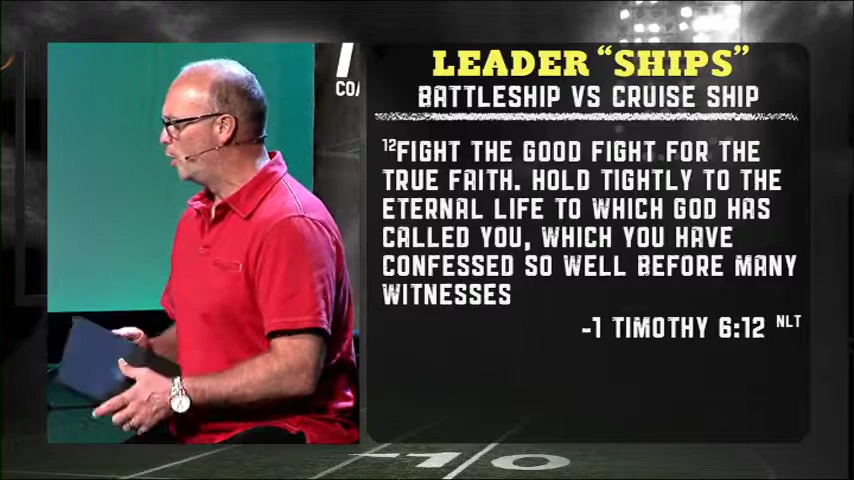 LEADER “SHIPS”
BATTLESHIP VS CRUISE SHIP
12FIGHT THE GOOD FIGHT FOR THE
TRUE FAITH. HOLD TIGHTLY TO THE
ETERNAL LIFE TO WHICH GOD HAS
CALLED YOU, WHICH YOU HAVE
CONFESSED SO WELL BEFORE MANY
WITNESSES
-1 TIMOTHY 6:12 NLT
COA
-10